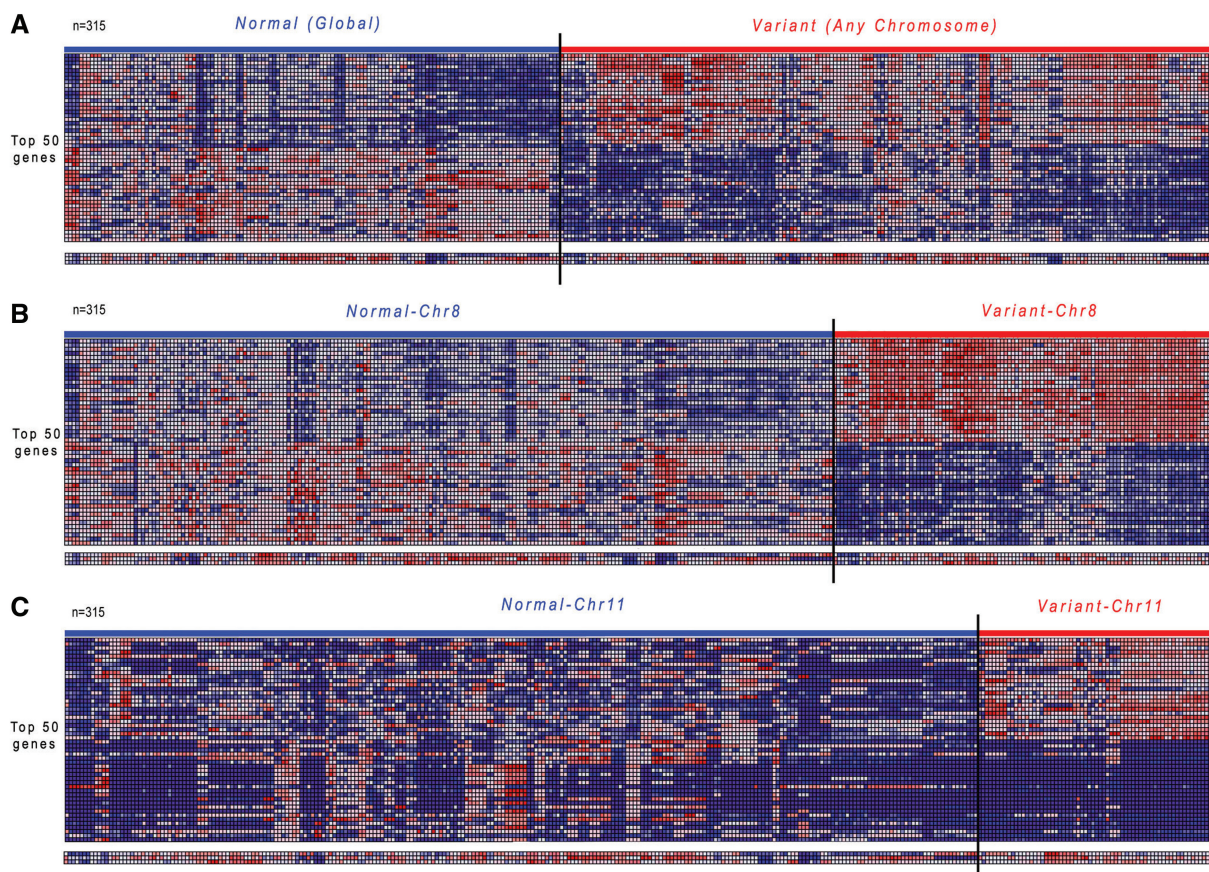 A
n=315
Normal (Global)
Variant (Any Chromosome)
Top 50
genes
B
n=315
Normal-Chr8
Variant-Chr8
Top 50
genes
C
n=315
Normal-Chr11
Variant-Chr11
Top 50
genes